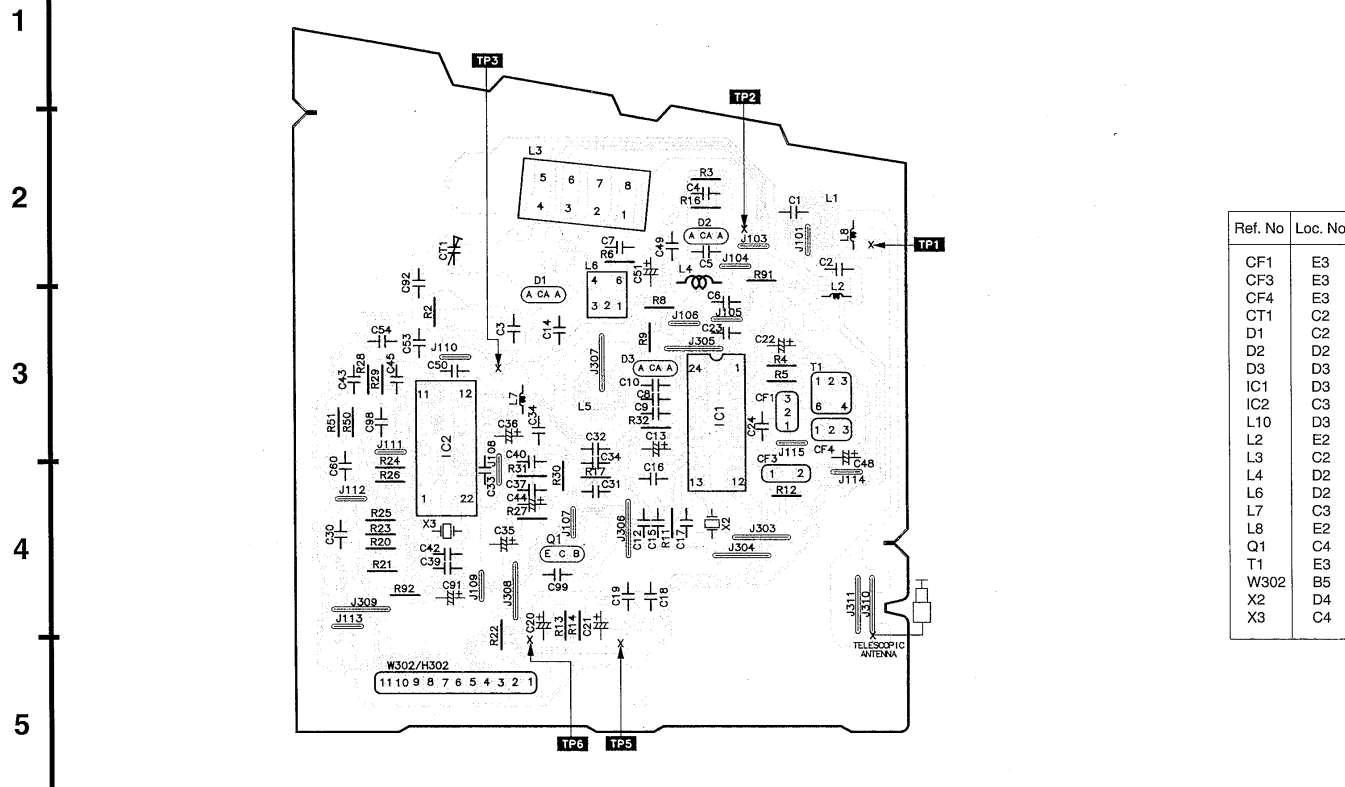 1
TP3
TP2
L3
5 6 7 8
4 3 2 1
R3
C4
R16
C1
L1
2
D2
A CA A
J103
J101
L8
TP1
CT1
C7
R6
C49
C5
J104
C51
L4
C2
R91
L2
C92
L6
4 6
3 2 1
D1
A CA A
R2
R8
C6
J106
J105
C3
C14
C23
R9
C54
C53
J110
J307
J305
C22
R4
R5
T1
1 2 3
6 4
3
C43
R28
R29
C45
C50
D3
A CA A
C10
C8
C9
R32
24 1
IC1
13 12
11 12
IC2
1 22
L7
L5
CF1
3
2
1
1 2 3
CF4
R51
R50
C98
C36
C34
C24
J111
J108
C32
C13
J115
C60
R24
R26
C33
C40
R31
R30
C34
R17
C31
C16
CF3
1 2
C48
J114
J112
C37
C44
R27
R12
R25
R23
R20
X3
C30
C35
J107
J306
C12
C15
R11
C17
X2
J303
J304
4
C42
C39
Q1
E C B
R21
C99
R92
C91
J109
J308
C19
C18
J309
J113
J311
J310
R22
C20
R13
R14
C21
TELESCOPIC
ANTENNA
W302/H302
11 10 9 8 7 6 5 4 3 2 1
5
TP6
TP5
Ref. No Loc. No
CF1 E3
CF3 E3
CF4 E3
CT1 C2
D1 C2
D2 D2
D3 D3
IC1 D3
IC2 C3
L10 D3
L2 E2
L3 C2
L4 D2
L6 D2
L7 C3
L8 E2
Q1 C4
T1 E3
W302 B5
X2 D4
X3 C4